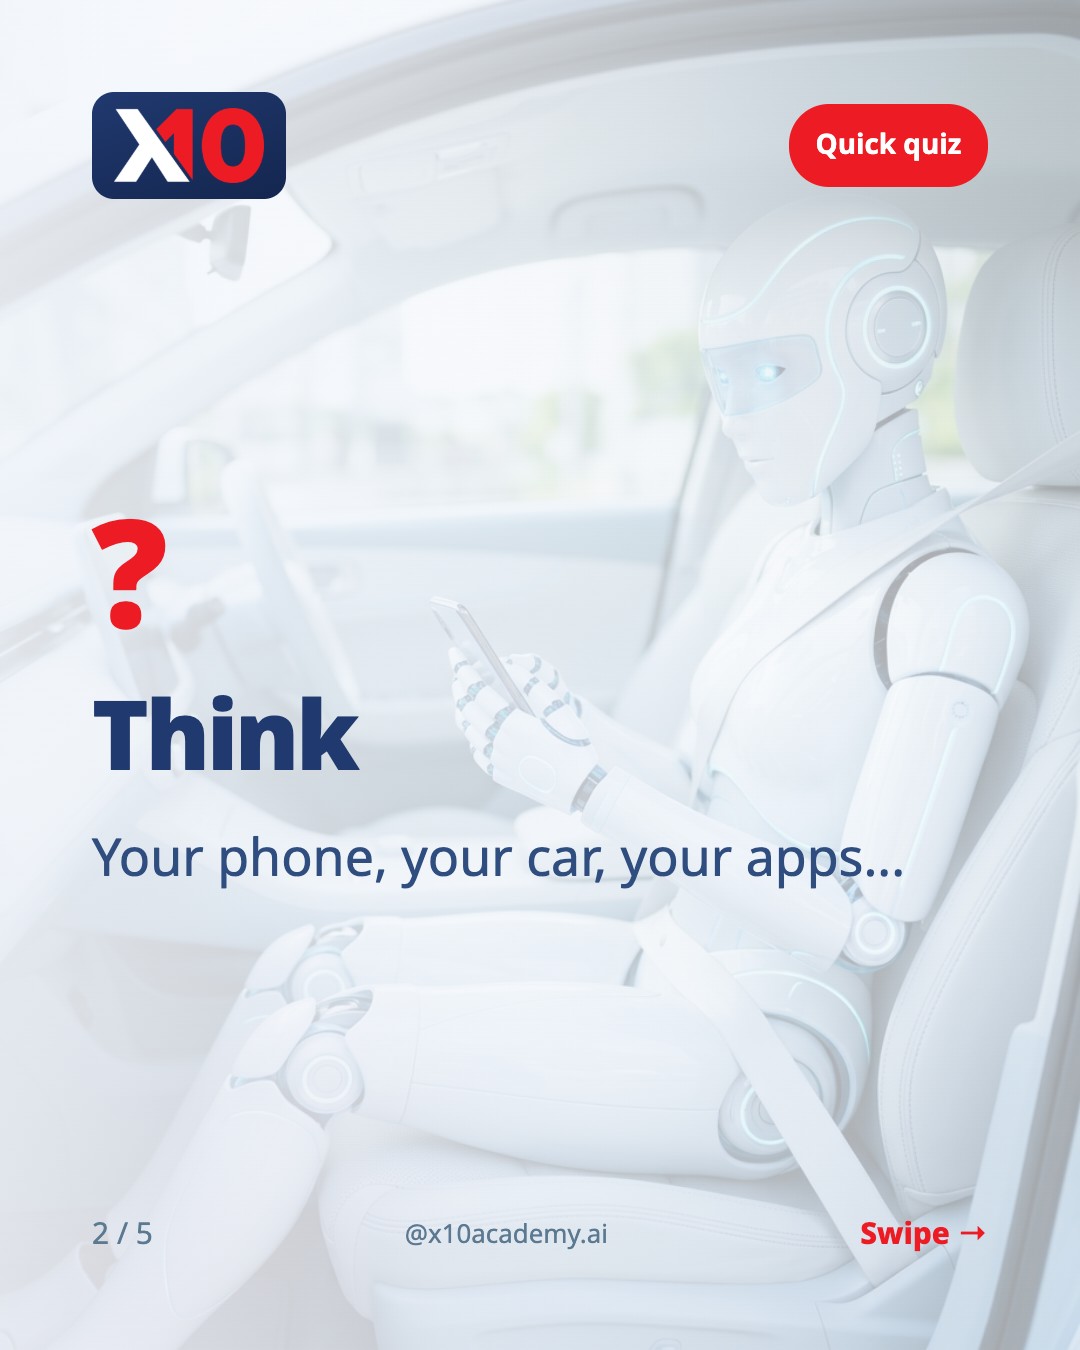 X10
Quick quiz
?
Think
Your phone, your car, your apps...
2 / 5
@x10academy.ai
Swipe →